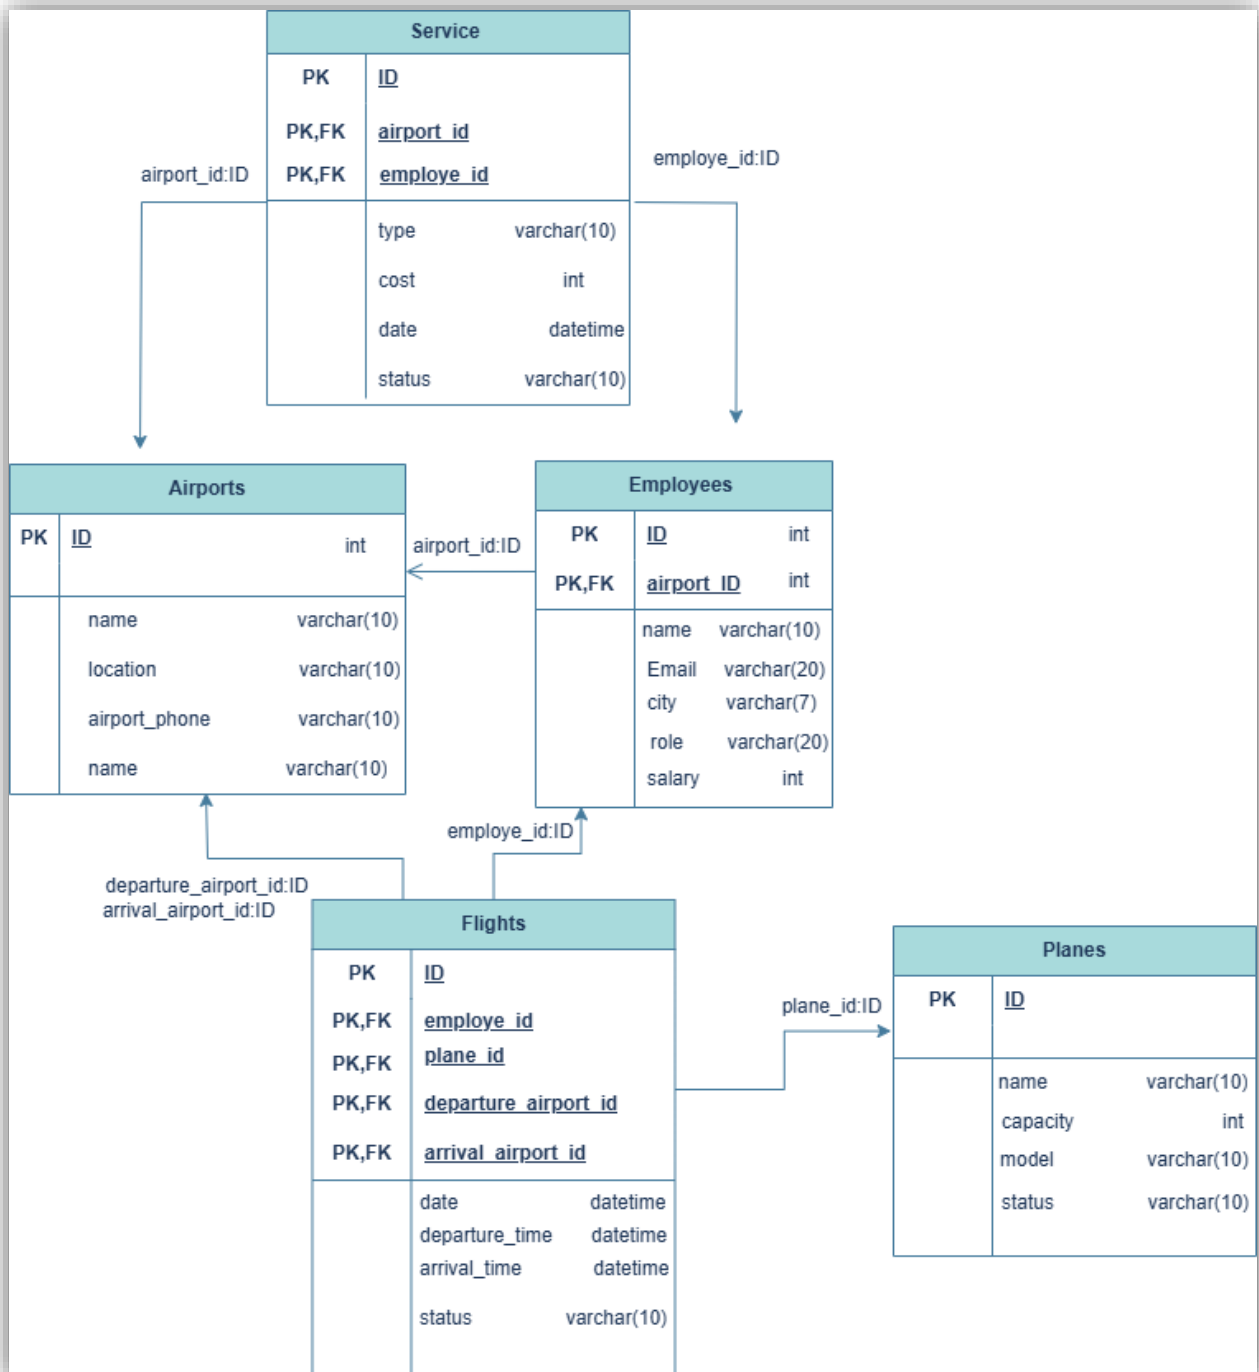 Service
PK ID
PK,FK airport_id
PK,FK employe_id
type varchar(10)
cost int
date datetime
status varchar(10)
airport_id:ID
employe_id:ID
Airports
PK ID int
name varchar(10)
location varchar(10)
airport_phone varchar(10)
name varchar(10)
airport_id:ID
Employees
PK ID int
PK,FK airport_ID int
name varchar(10)
Email varchar(20)
city varchar(7)
role varchar(20)
salary int
employe_id:ID
departure_airport_id:ID
arrival_airport_id:ID
Flights
PK ID
PK,FK employe_id
PK,FK plane_id
PK,FK departure_airport_id
PK,FK arrival_airport_id
date datetime
departure_time datetime
arrival_time datetime
status varchar(10)
plane_id:ID
Planes
PK ID
name varchar(10)
capacity int
model varchar(10)
status varchar(10)